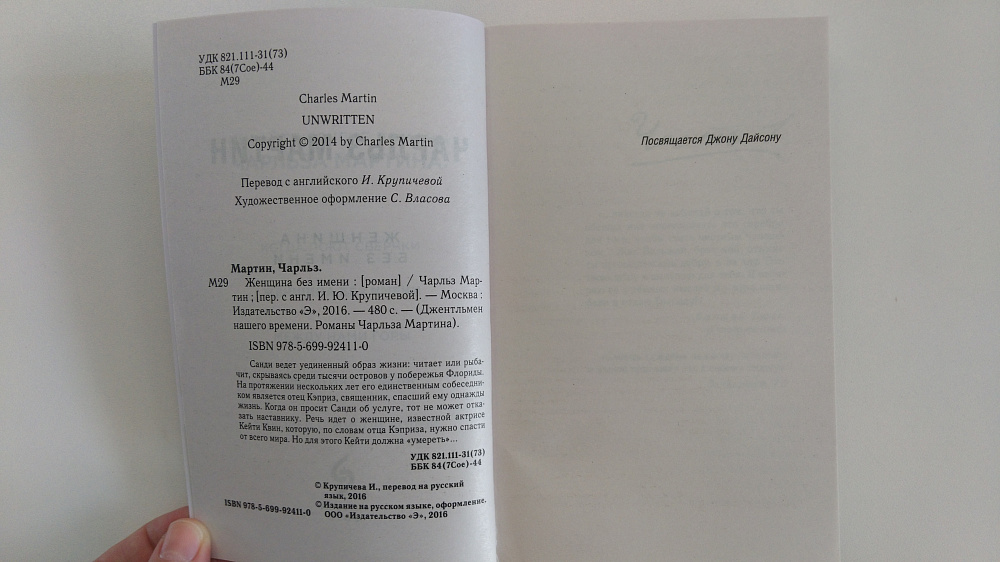 УДК 821.111-31(73)
ББК 84(7Сое)-44
М29
Charles Martin
UNWRITTEN
Copyright © 2014 by Charles Martin
Перевод с английского И. Крупичевой
Художественное оформление С. Власова
Мартин, Чарльз.
М29 Женщина без имени : [роман] / Чарльз Мар-
тин ; [пер. с англ. И. Ю. Крупичевой]. — Москва :
Издательство «Э», 2016. — 480 с. — (Джентльмен
нашего времени. Романы Чарльза Мартина).
ISBN 978-5-699-92411-0
Санди ведет уединенный образ жизни: читает или рыба-
чит, скрываясь среди тысячи островов у побережья Флориды.
На протяжении нескольких лет его единственным собеседни-
ком является отец Кэприз, священник, спасший ему однажды
жизнь. Когда он просит Санди об услуге, тот не может отка-
зать наставнику. Речь идет о женщине, известной актрисе
Кейти Квин, которую, по словам отца Кэприза, нужно спасти
от всего мира. Но для этого Кейти должна «умереть»...
УДК 821.111-31(73)
ББК 84(7Сое)-44
© Крупичева И., перевод на русский
язык, 2016
ISBN 978-5-699-92411-0
© Издание на русском языке, оформление.
ООО «Издательство «Э», 2016
Посвящается Джону Дайсону